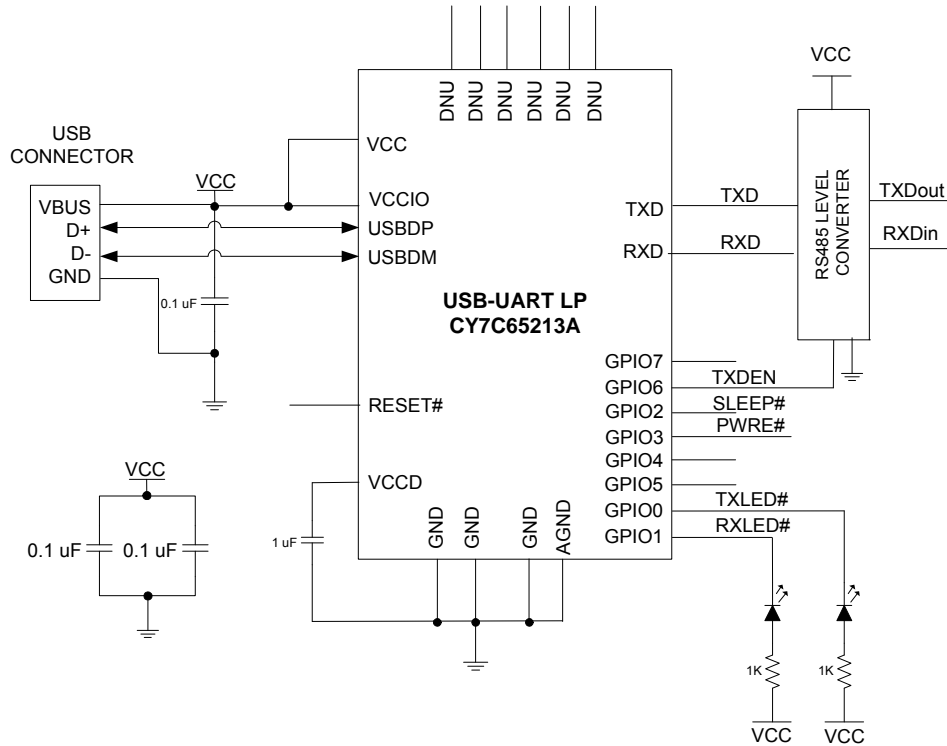 DNU
DNU
DNU
DNU
DNU
DNU
VCC
USB
CONNECTOR
VCC
VCC
VBUS
VCCIO
D+
USBDP
D-
USBDM
GND
0.1 uF
TXD
TXD
RXD
RXD
RS485 LEVEL
CONVERTER
TXDout
RXDin
USB-UART LP
CY7C65213A
GPIO7
GPIO6
TXDEN
RESET#
GPIO2
SLEEP#
GPIO3
PWRE#
GPIO4
GPIO5
VCC
VCCD
GPIO0
TXLED#
GPIO1
RXLED#
GND
GND
GND
AGND
0.1 uF
0.1 uF
1 uF
1K
1K
VCC
VCC